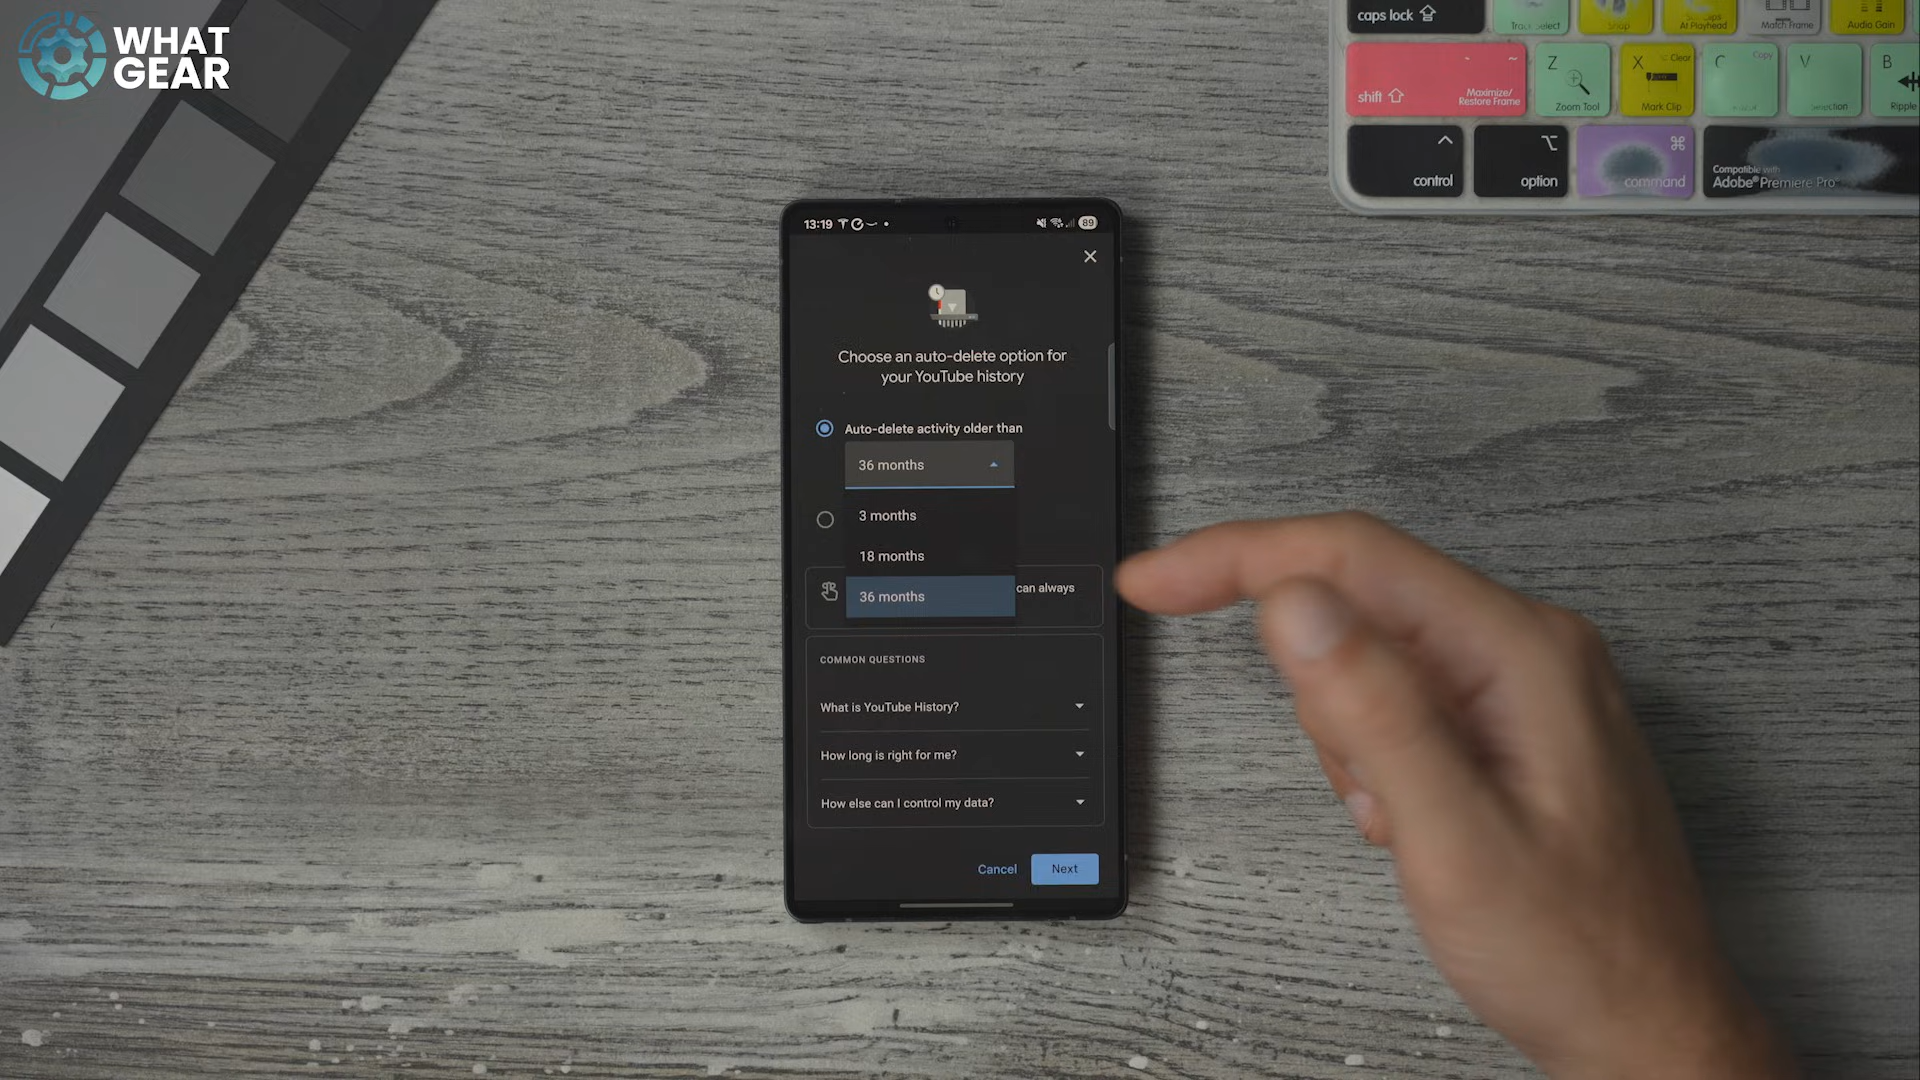 WHAT
GEAR
caps lock
Match Frame
Audio Gain
shift
Maximize/
Restore Frame
Z
Zoom Tool
X
Clear
Mark Clip
C
Copy
V
B
Ripple
control
option
command
Compatible with
Adobe® Premiere Pro
13:19
89
Choose an auto-delete option for
your YouTube history
Auto-delete activity older than
36 months
3 months
18 months
36 months
can always
COMMON QUESTIONS
What is YouTube History?
How long is right for me?
How else can I control my data?
Cancel
Next